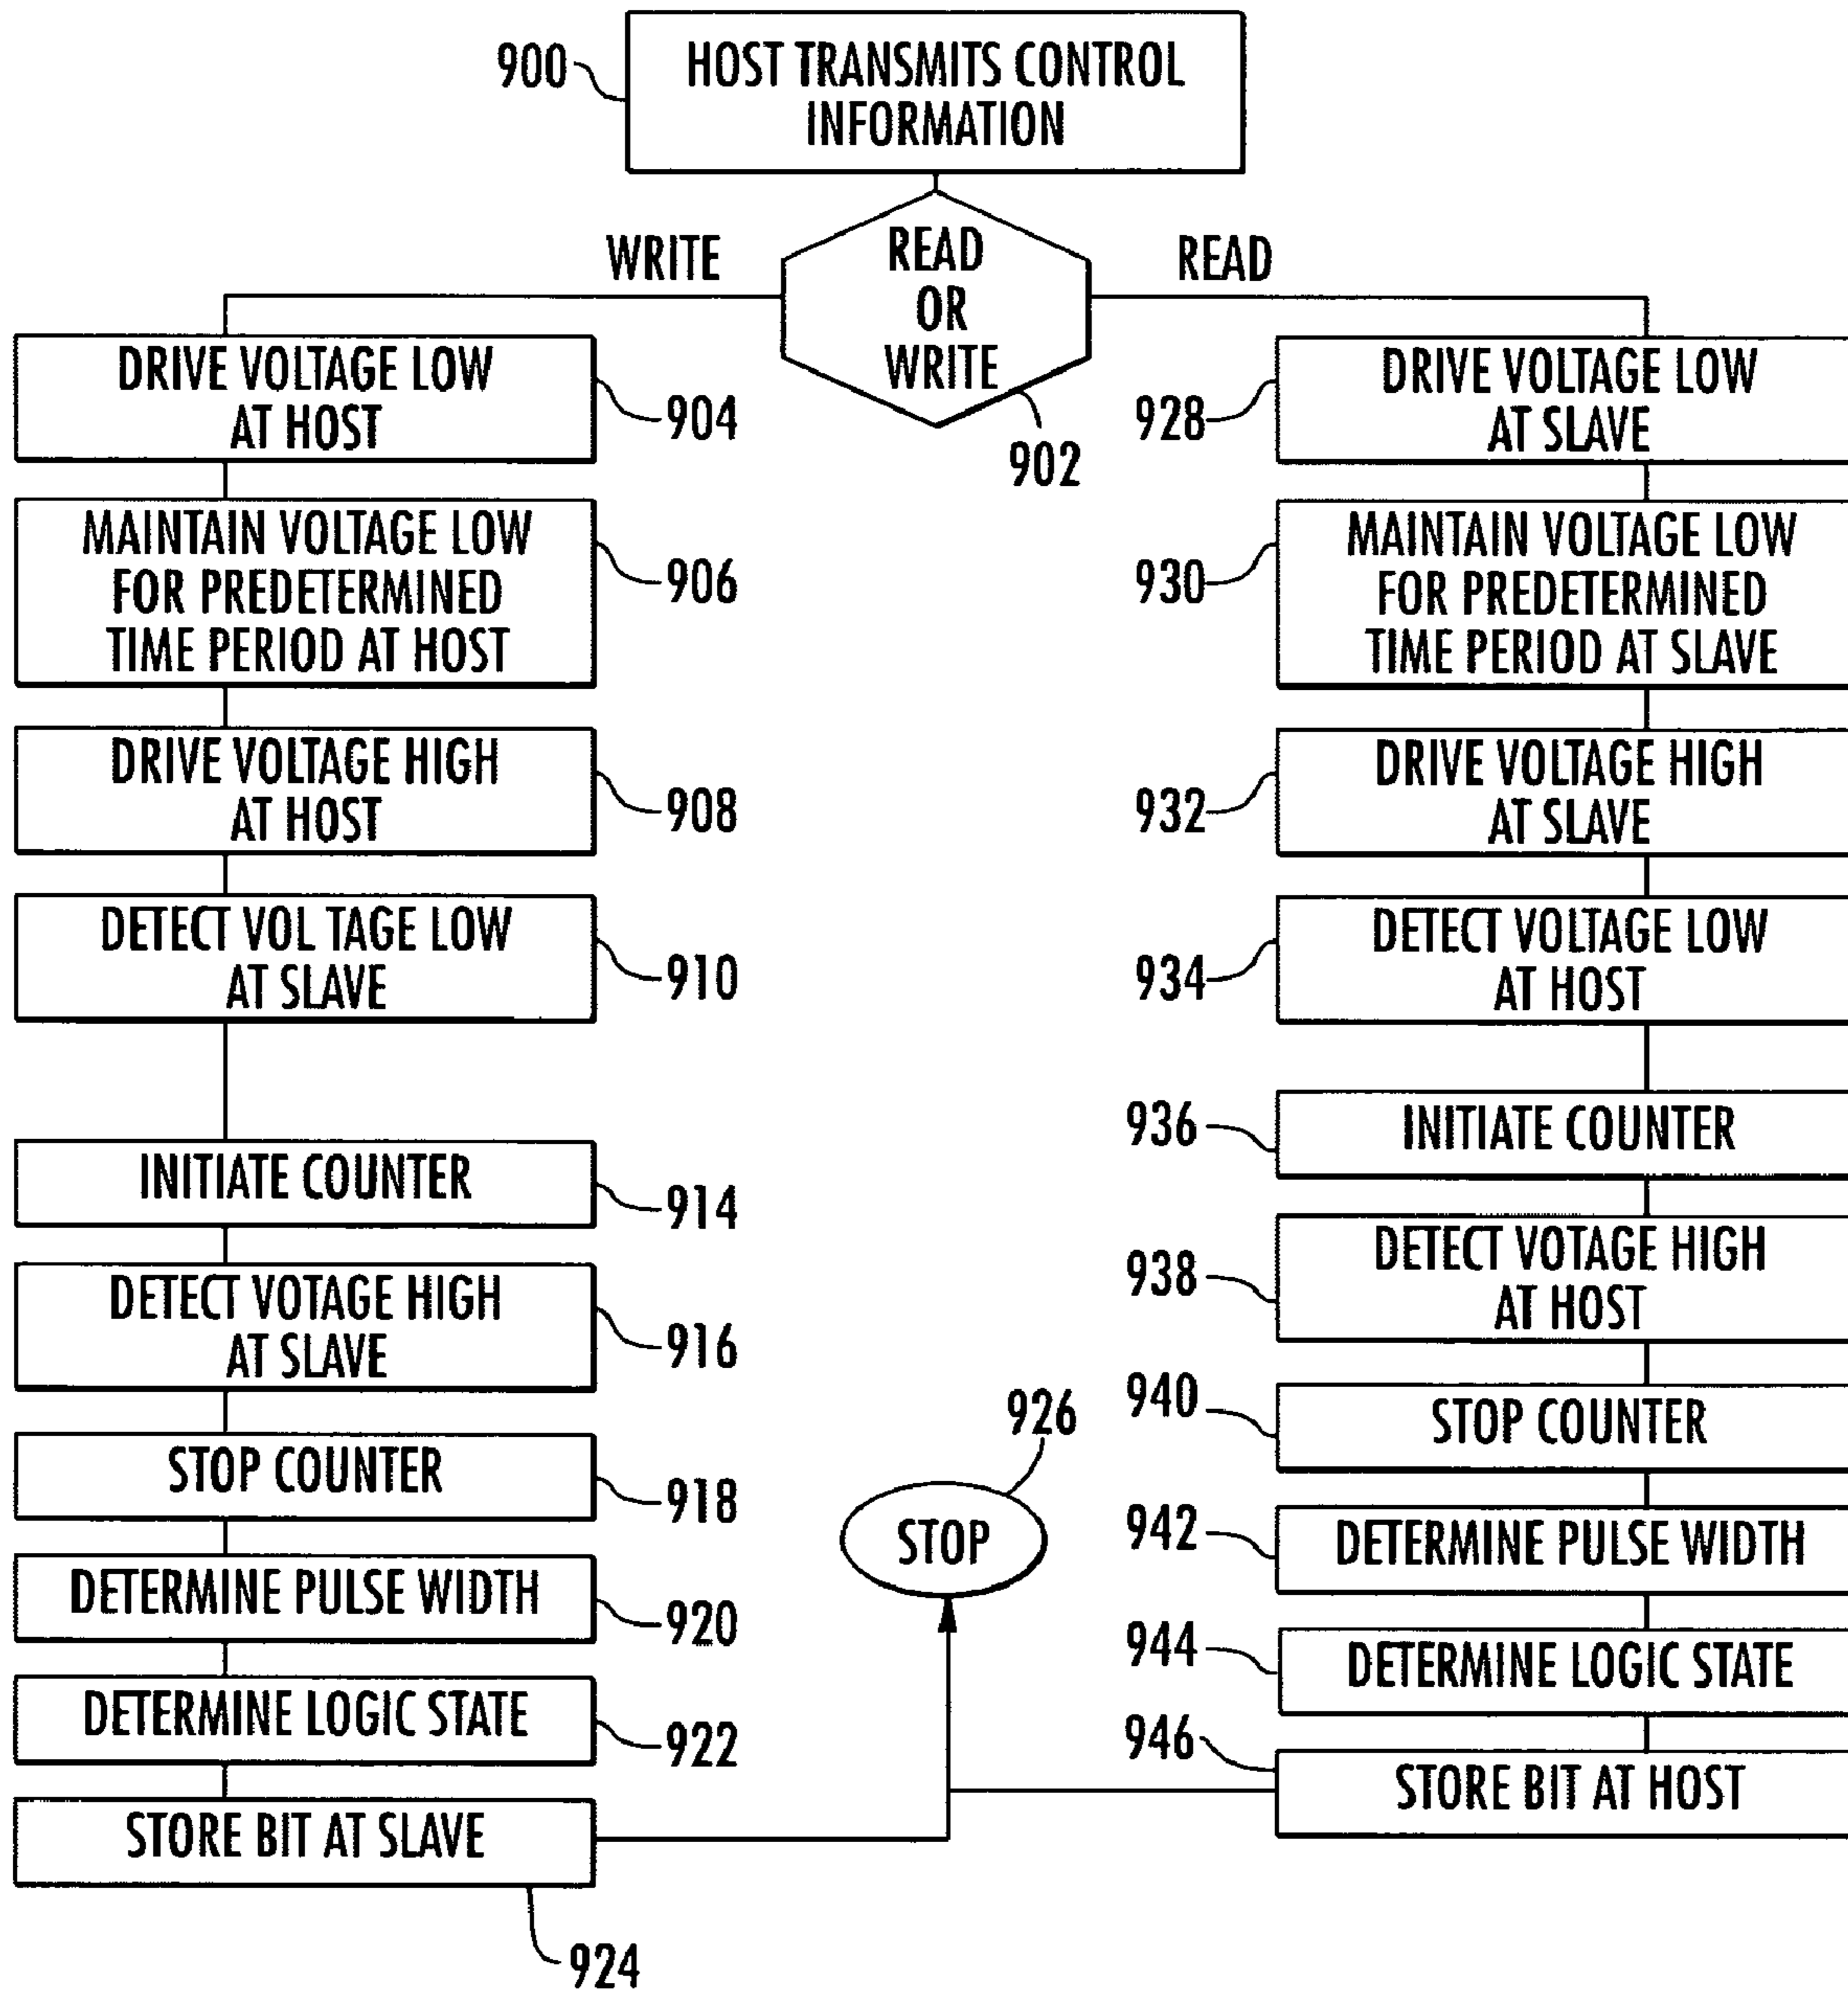 900
HOST TRANSMITS CONTROL
INFORMATION
READ
OR
WRITE
902
WRITE
READ
DRIVE VOLTAGE LOW
AT HOST
904
MAINTAIN VOLTAGE LOW
FOR PREDETERMINED
TIME PERIOD AT HOST
906
DRIVE VOLTAGE HIGH
AT HOST
908
DETECT VOL TAGE LOW
AT SLAVE
910
INITIATE COUNTER
914
DETECT VOTAGE HIGH
AT SLAVE
916
STOP COUNTER
918
DETERMINE PULSE WIDTH
920
DETERMINE LOGIC STATE
922
STORE BIT AT SLAVE
924
926
STOP
DRIVE VOLTAGE LOW
AT SLAVE
928
MAINTAIN VOLTAGE LOW
FOR PREDETERMINED
TIME PERIOD AT SLAVE
930
DRIVE VOLTAGE HIGH
AT SLAVE
932
DETECT VOLTAGE LOW
AT HOST
934
936
INITIATE COUNTER
DETECT VOTAGE HIGH
AT HOST
938
940
STOP COUNTER
942
DETERMINE PULSE WIDTH
944
DETERMINE LOGIC STATE
946
STORE BIT AT HOST